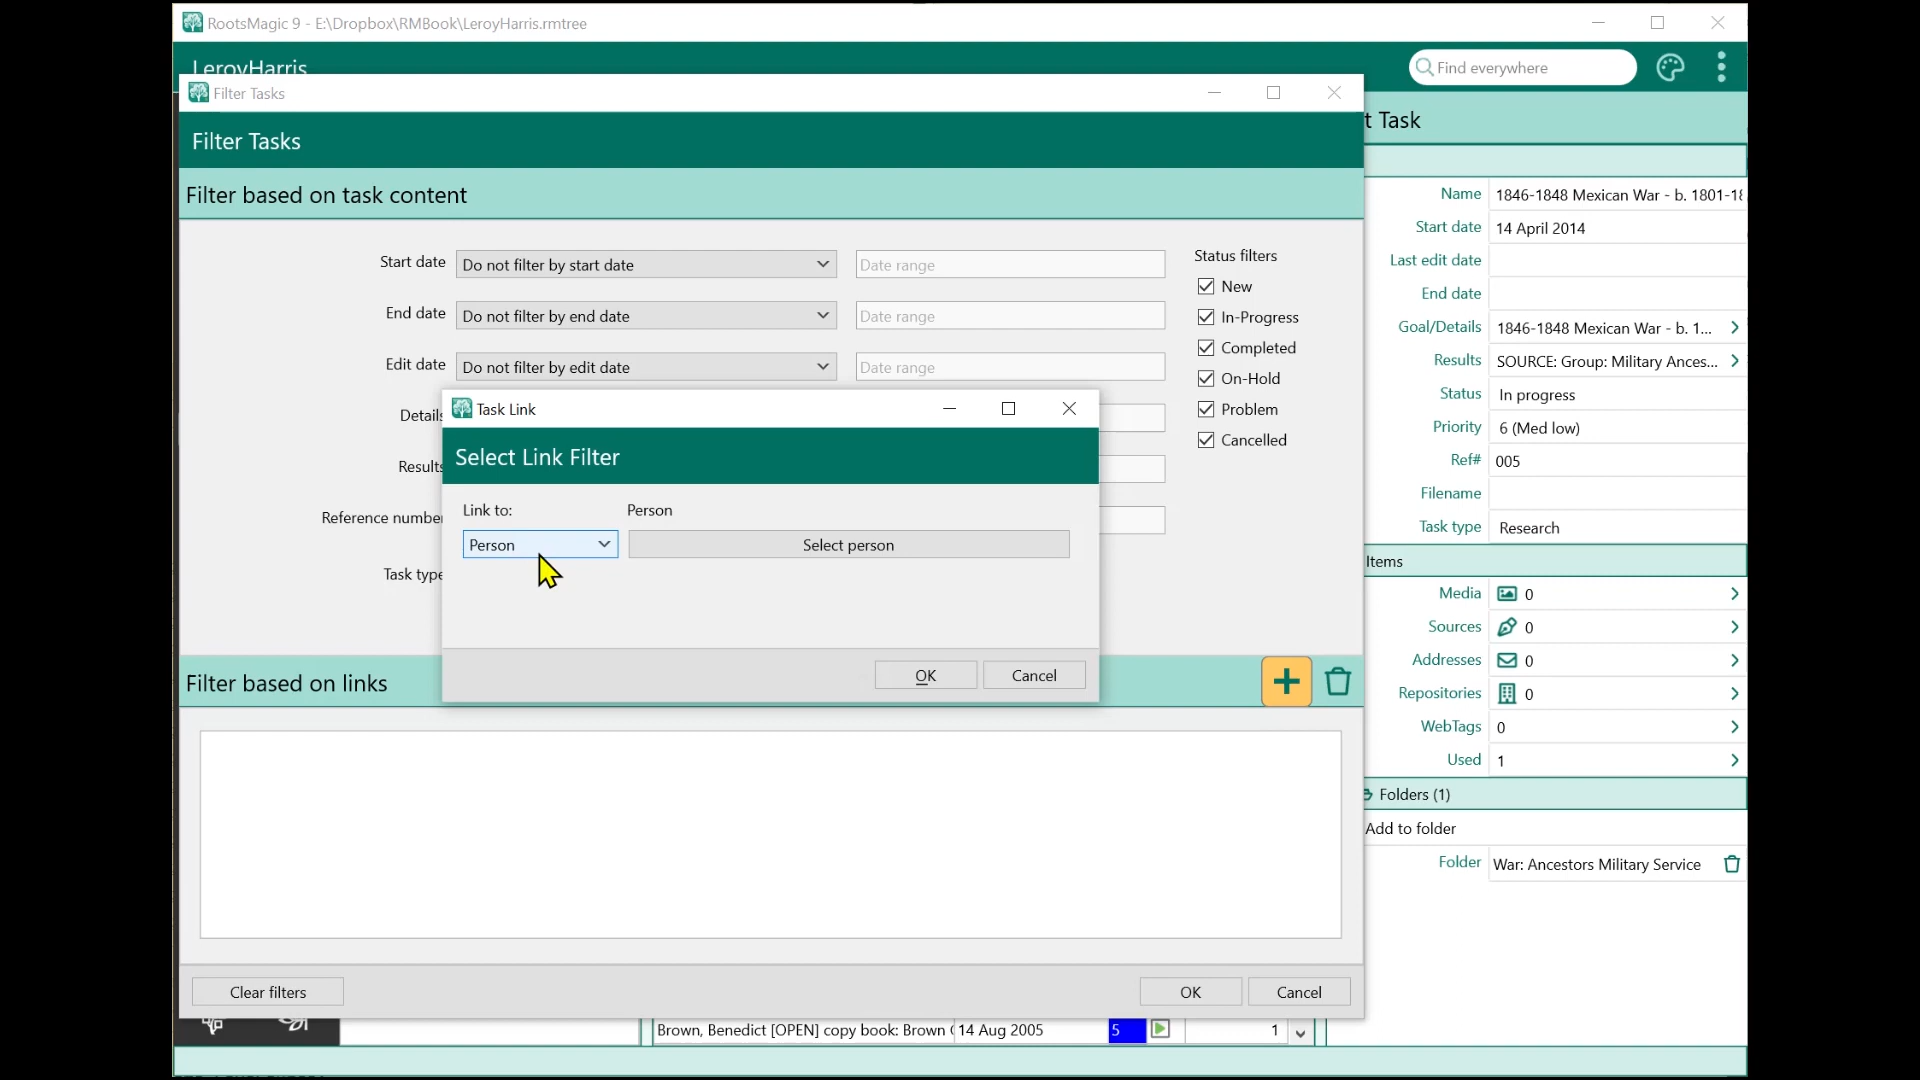 RootsMagic 9 - E:\Dropbox\RMBook\LeroyHarris.rmtree
LeroyHarris
Find everywhere
Filter Tasks
Filter Tasks
Filter based on task content
Start date
Do not filter by start date
Date range
End date
Do not filter by end date
Date range
Edit date
Do not filter by edit date
Date range
Details
Results
Reference number
Task type
Status filters
New
In-Progress
Completed
On-Hold
Problem
Cancelled
Task Link
Select Link Filter
Link to:
Person
Person
Select person
OK
Cancel
Filter based on links
Clear filters
OK
Cancel
Brown, Benedict [OPEN] copy book: Brown (
14 Aug 2005
5
1
t Task
Name
1846-1848 Mexican War - b. 1801-18
Start date
14 April 2014
Last edit date
End date
Goal/Details
1846-1848 Mexican War - b. 1...
Results
SOURCE: Group: Military Ances...
Status
In progress
Priority
6 (Med low)
Ref#
005
Filename
Task type
Research
Items
Media
0
Sources
0
Addresses
0
Repositories
0
WebTags
0
Used
1
Folders (1)
Add to folder
Folder
War: Ancestors Military Service